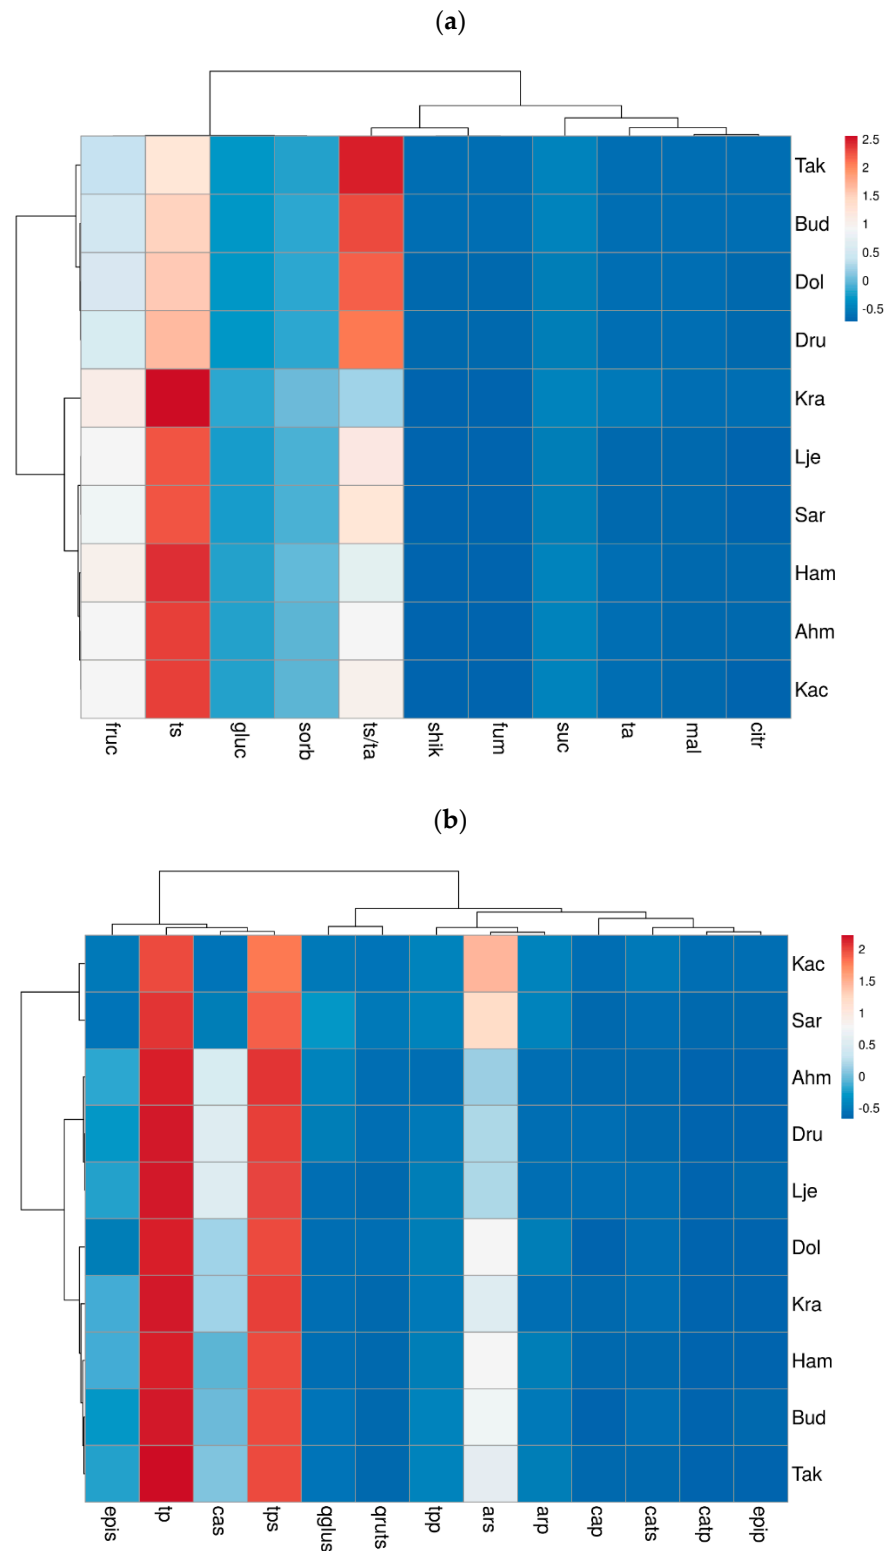 (a)
2.5
2
1.5
1
0.5
0
-0.5
Tak
Bud
Dol
Dru
Kra
Lje
Sar
Ham
Ahm
Kac
fruc ts gluc sorb ts/ta shik fum suc ta mal citr
(b)
2
1.5
1
0.5
0
-0.5
Kac
Sar
Ahm
Dru
Lje
Dol
Kra
Ham
Bud
Tak
epis tp cas tps qglus qruts tpp ars arp cap cats catp epip